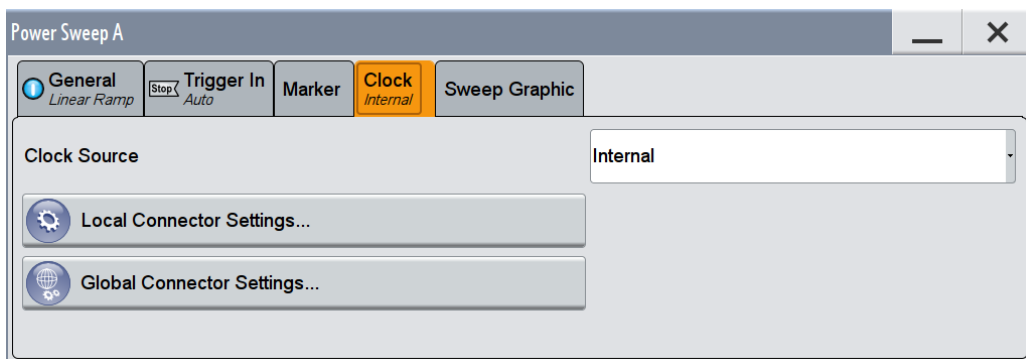 Power Sweep A
General
Linear Ramp
Stop
Trigger In
Auto
Marker
Clock
Internal
Sweep Graphic
Clock Source
Internal
Local Connector Settings...
Global Connector Settings...